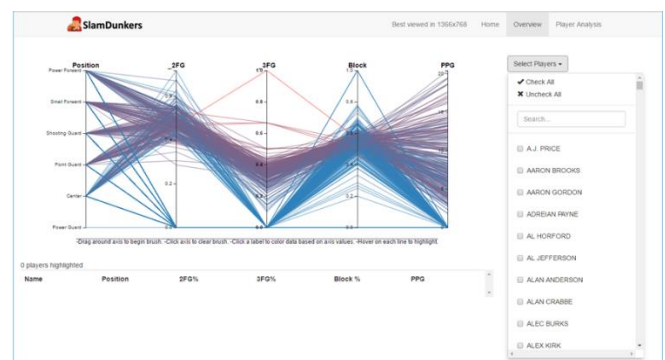 SlamDunkers
Best viewed in 1366x768 Home Overview Player Analysis
Position 2FG 3FG Block PPG
Power Forward
Small Forward
Shooting Guard
Point Guard
Center
Power Guard
-Drag around axis to begin brush. -Click axis to clear brush. -Click a label to color data based on axis values. -Hover on each line to highlight.
0 players highlighted
Name Position 2FG% 3FG% Block % PPG
Select Players
Check All
Uncheck All
Search...
A.J. PRICE
AARON BROOKS
AARON GORDON
ADREIAN PAYNE
AL HORFORD
AL JEFFERSON
ALAN ANDERSON
ALAN CRABBE
ALEC BURKS
ALEX KIRK